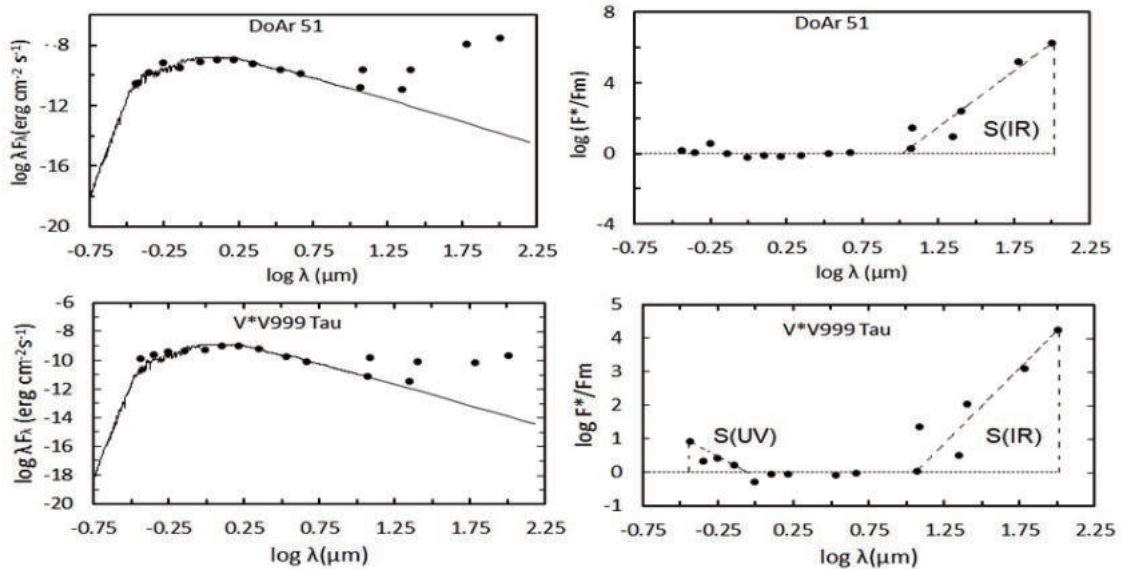 DoAr 51
log λFλ(erg cm-2 s-1)
-8
-12
-16
-20
-0.75 -0.25 0.25 0.75 1.25 1.75 2.25
log λ (μm)
DoAr 51
log (F*/Fm)
8
4
0
-4
S(IR)
-0.75 -0.25 0.25 0.75 1.25 1.75 2.25
log λ (μm)
V*V999 Tau
log λFλ (erg cm-2s-1)
-6
-8
-10
-12
-14
-16
-18
-20
-0.75 -0.25 0.25 0.75 1.25 1.75 2.25
log λ(μm)
V*V999 Tau
log F*/Fm
5
4
3
2
1
0
-1
S(UV)
S(IR)
-0.75 -0.25 0.25 0.75 1.25 1.75 2.25
log λ (μm)